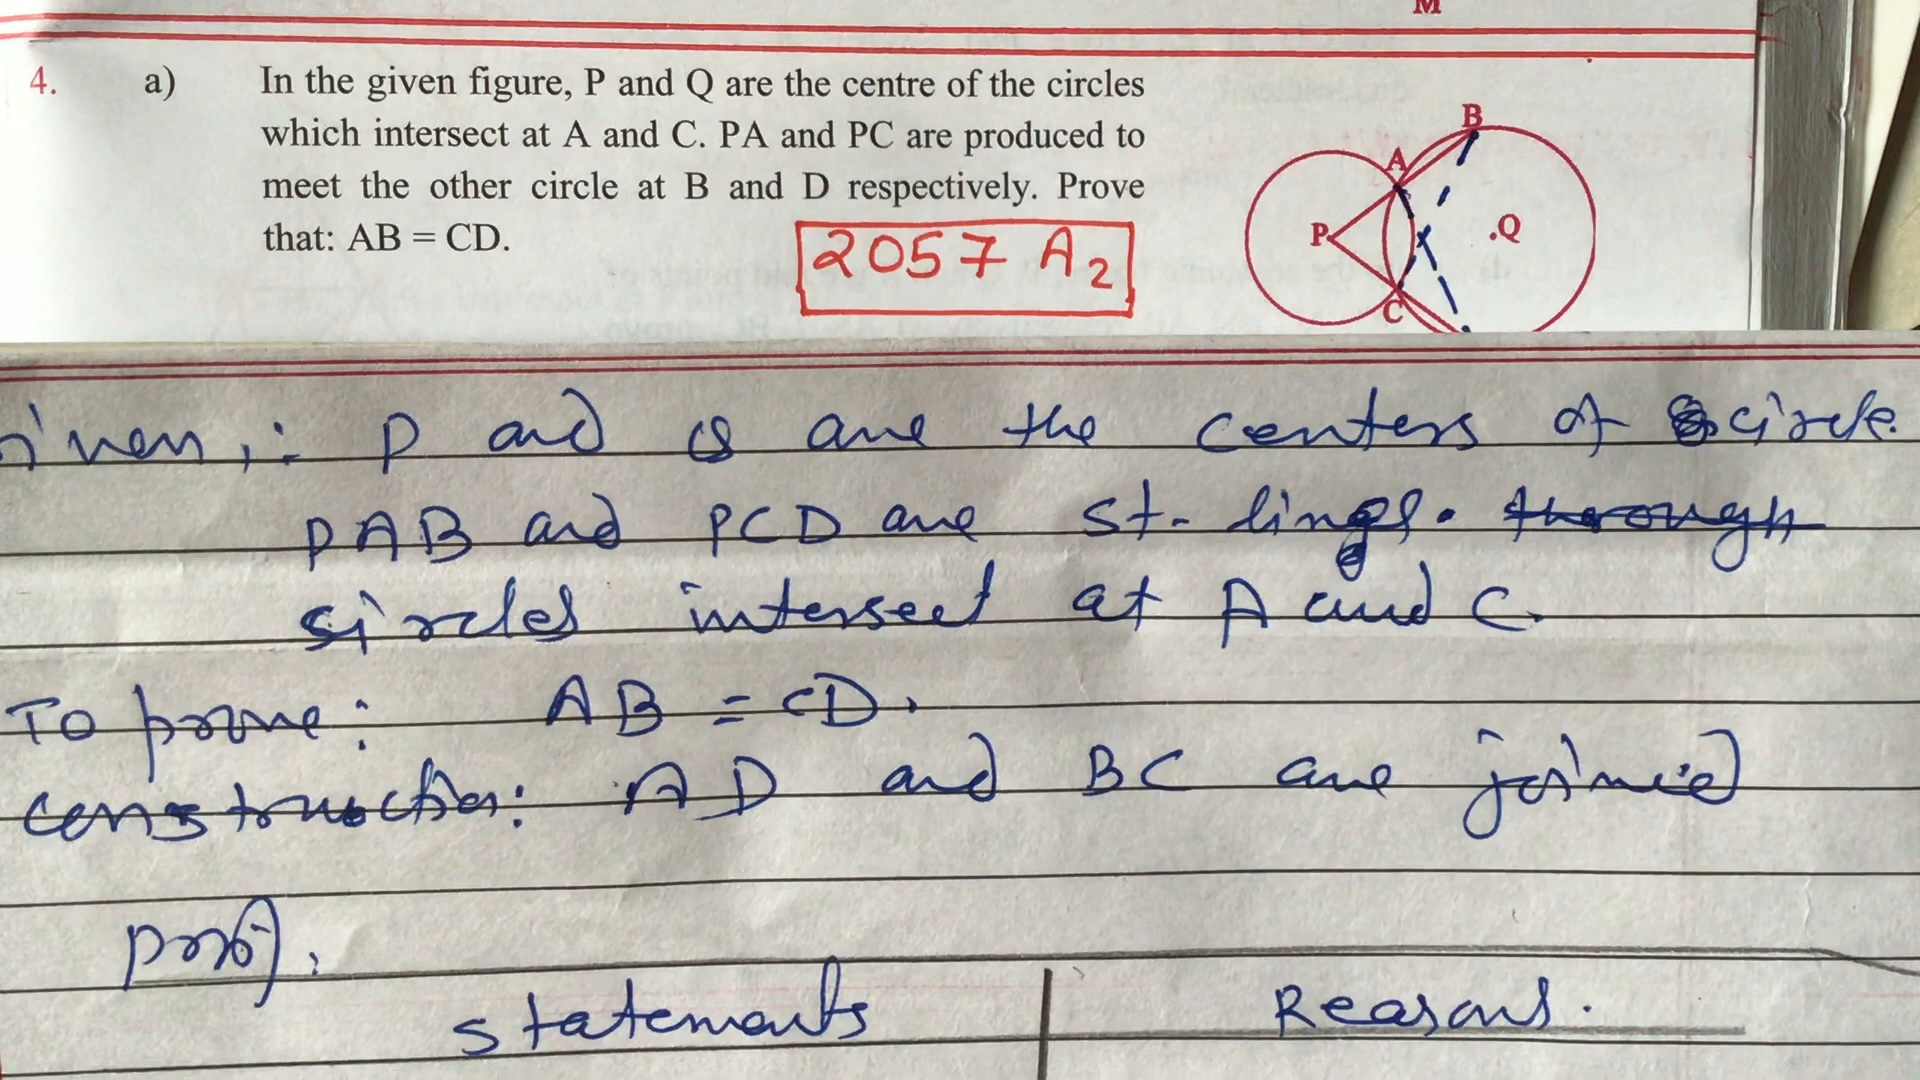 M
4. a) In the given figure, P and Q are the centre of the circles
which intersect at A and C. PA and PC are produced to
meet the other circle at B and D respectively. Prove
that: AB = CD.
2057 A2
B
A
P
.Q
C
iven,: P and Q are the centers of circle.
PAB and PCD are st. lines. through
circles intersect at A and C.
To prove: AB = CD.
construction: AD and BC are joined
proof,
statements Reasons.